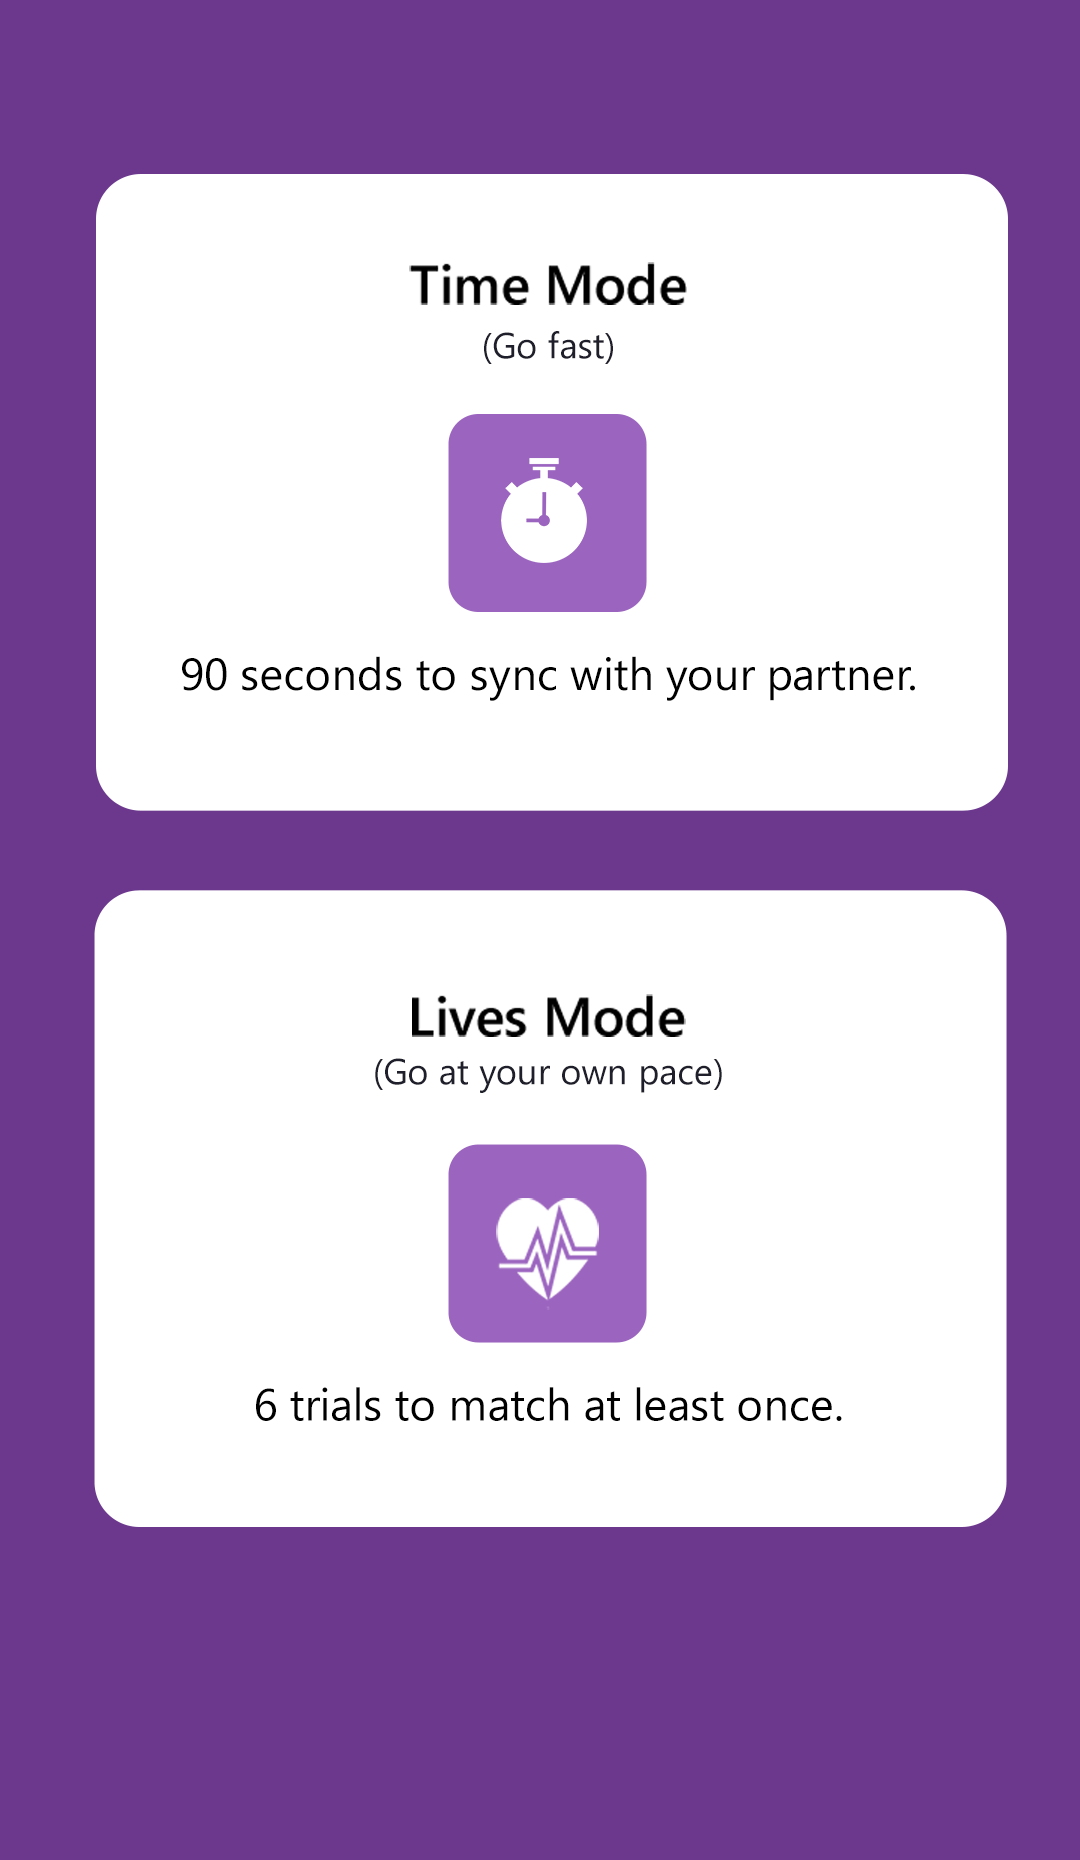 Time Mode
(Go fast)
90 seconds to sync with your partner.
Lives Mode
(Go at your own pace)
6 trials to match at least once.